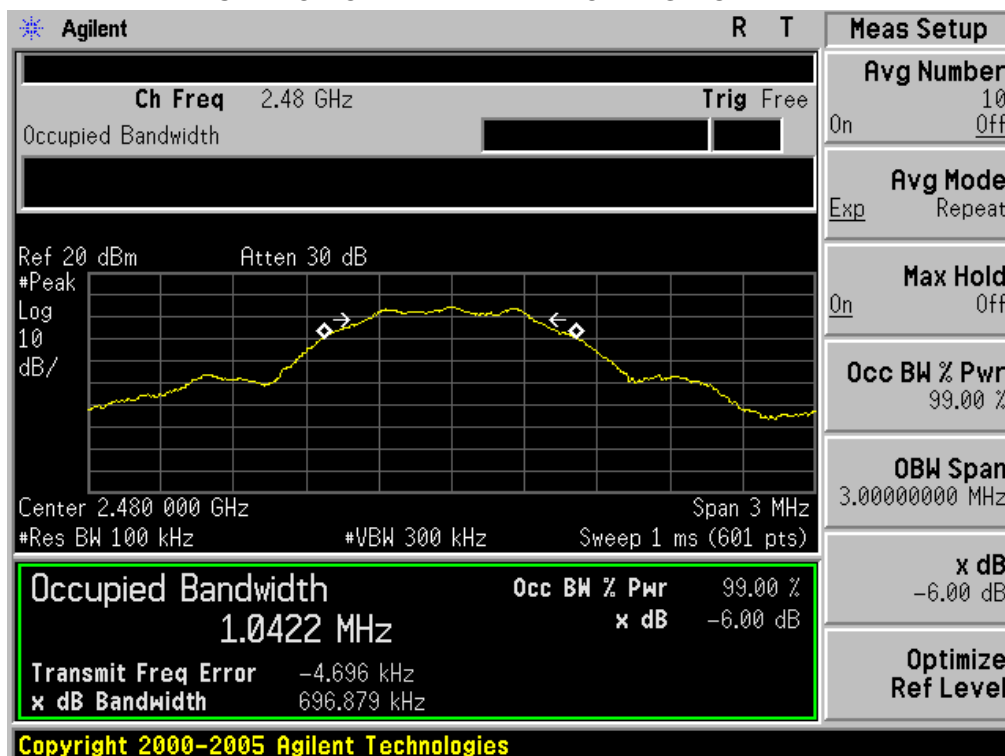 Agilent R T
Ch Freq 2.48 GHz Trig Free
Occupied Bandwidth
Ref 20 dBm Atten 30 dB
#Peak
Log
10
dB/
Center 2.480 000 GHz Span 3 MHz
#Res BW 100 kHz #VBW 300 kHz Sweep 1 ms (601 pts)
Occupied Bandwidth Occ BW % Pwr 99.00 %
1.0422 MHz x dB -6.00 dB
Transmit Freq Error -4.696 kHz
x dB Bandwidth 696.879 kHz
Copyright 2000-2005 Agilent Technologies
Meas Setup
Avg Number
10
On Off
Avg Mode
Exp Repeat
Max Hold
On Off
Occ BW % Pwr
99.00 %
OBW Span
3.00000000 MHz
x dB
-6.00 dB
Optimize
Ref Level